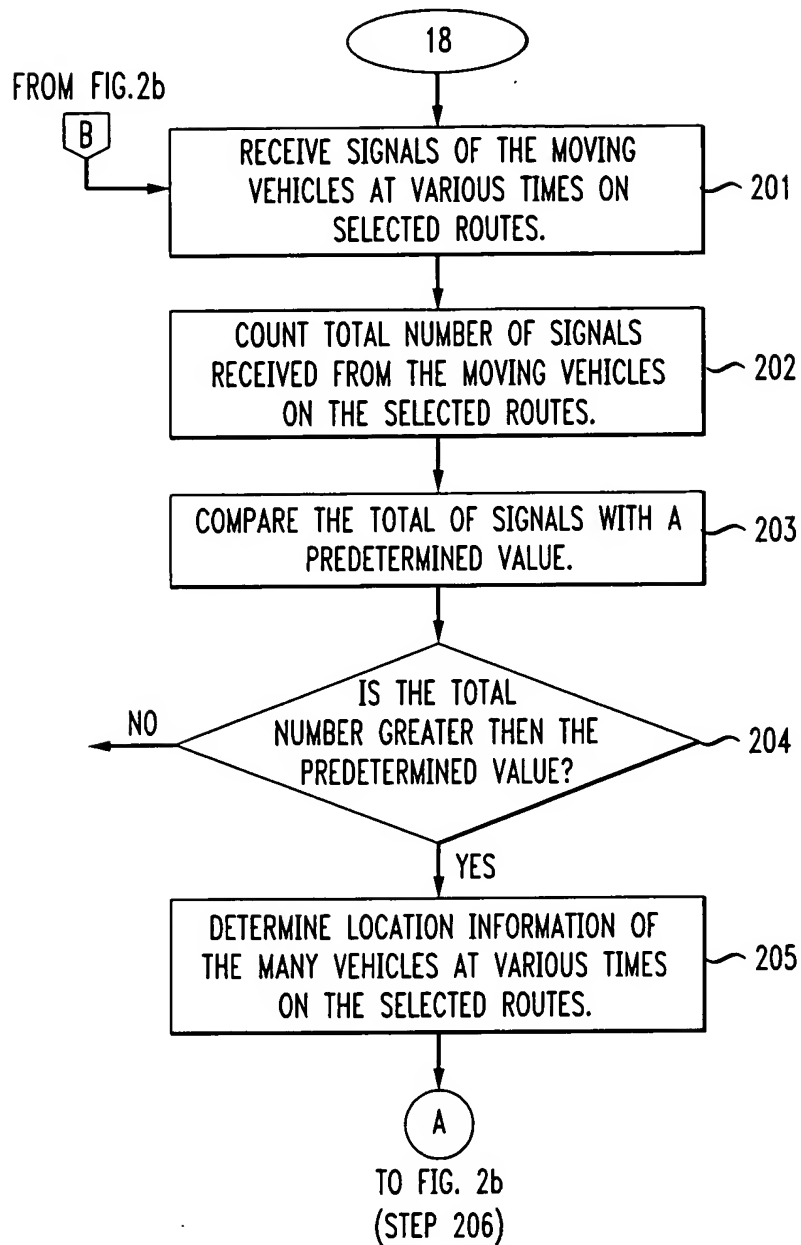 18
FROM FIG.2b
B
RECEIVE SIGNALS OF THE MOVING
VEHICLES AT VARIOUS TIMES ON
SELECTED ROUTES.
201
COUNT TOTAL NUMBER OF SIGNALS
RECEIVED FROM THE MOVING VEHICLES
ON THE SELECTED ROUTES.
202
COMPARE THE TOTAL OF SIGNALS WITH A
PREDETERMINED VALUE.
203
IS THE TOTAL
NUMBER GREATER THEN THE
PREDETERMINED VALUE?
204
NO
YES
DETERMINE LOCATION INFORMATION OF
THE MANY VEHICLES AT VARIOUS TIMES
ON THE SELECTED ROUTES.
205
A
TO FIG. 2b
(STEP 206)